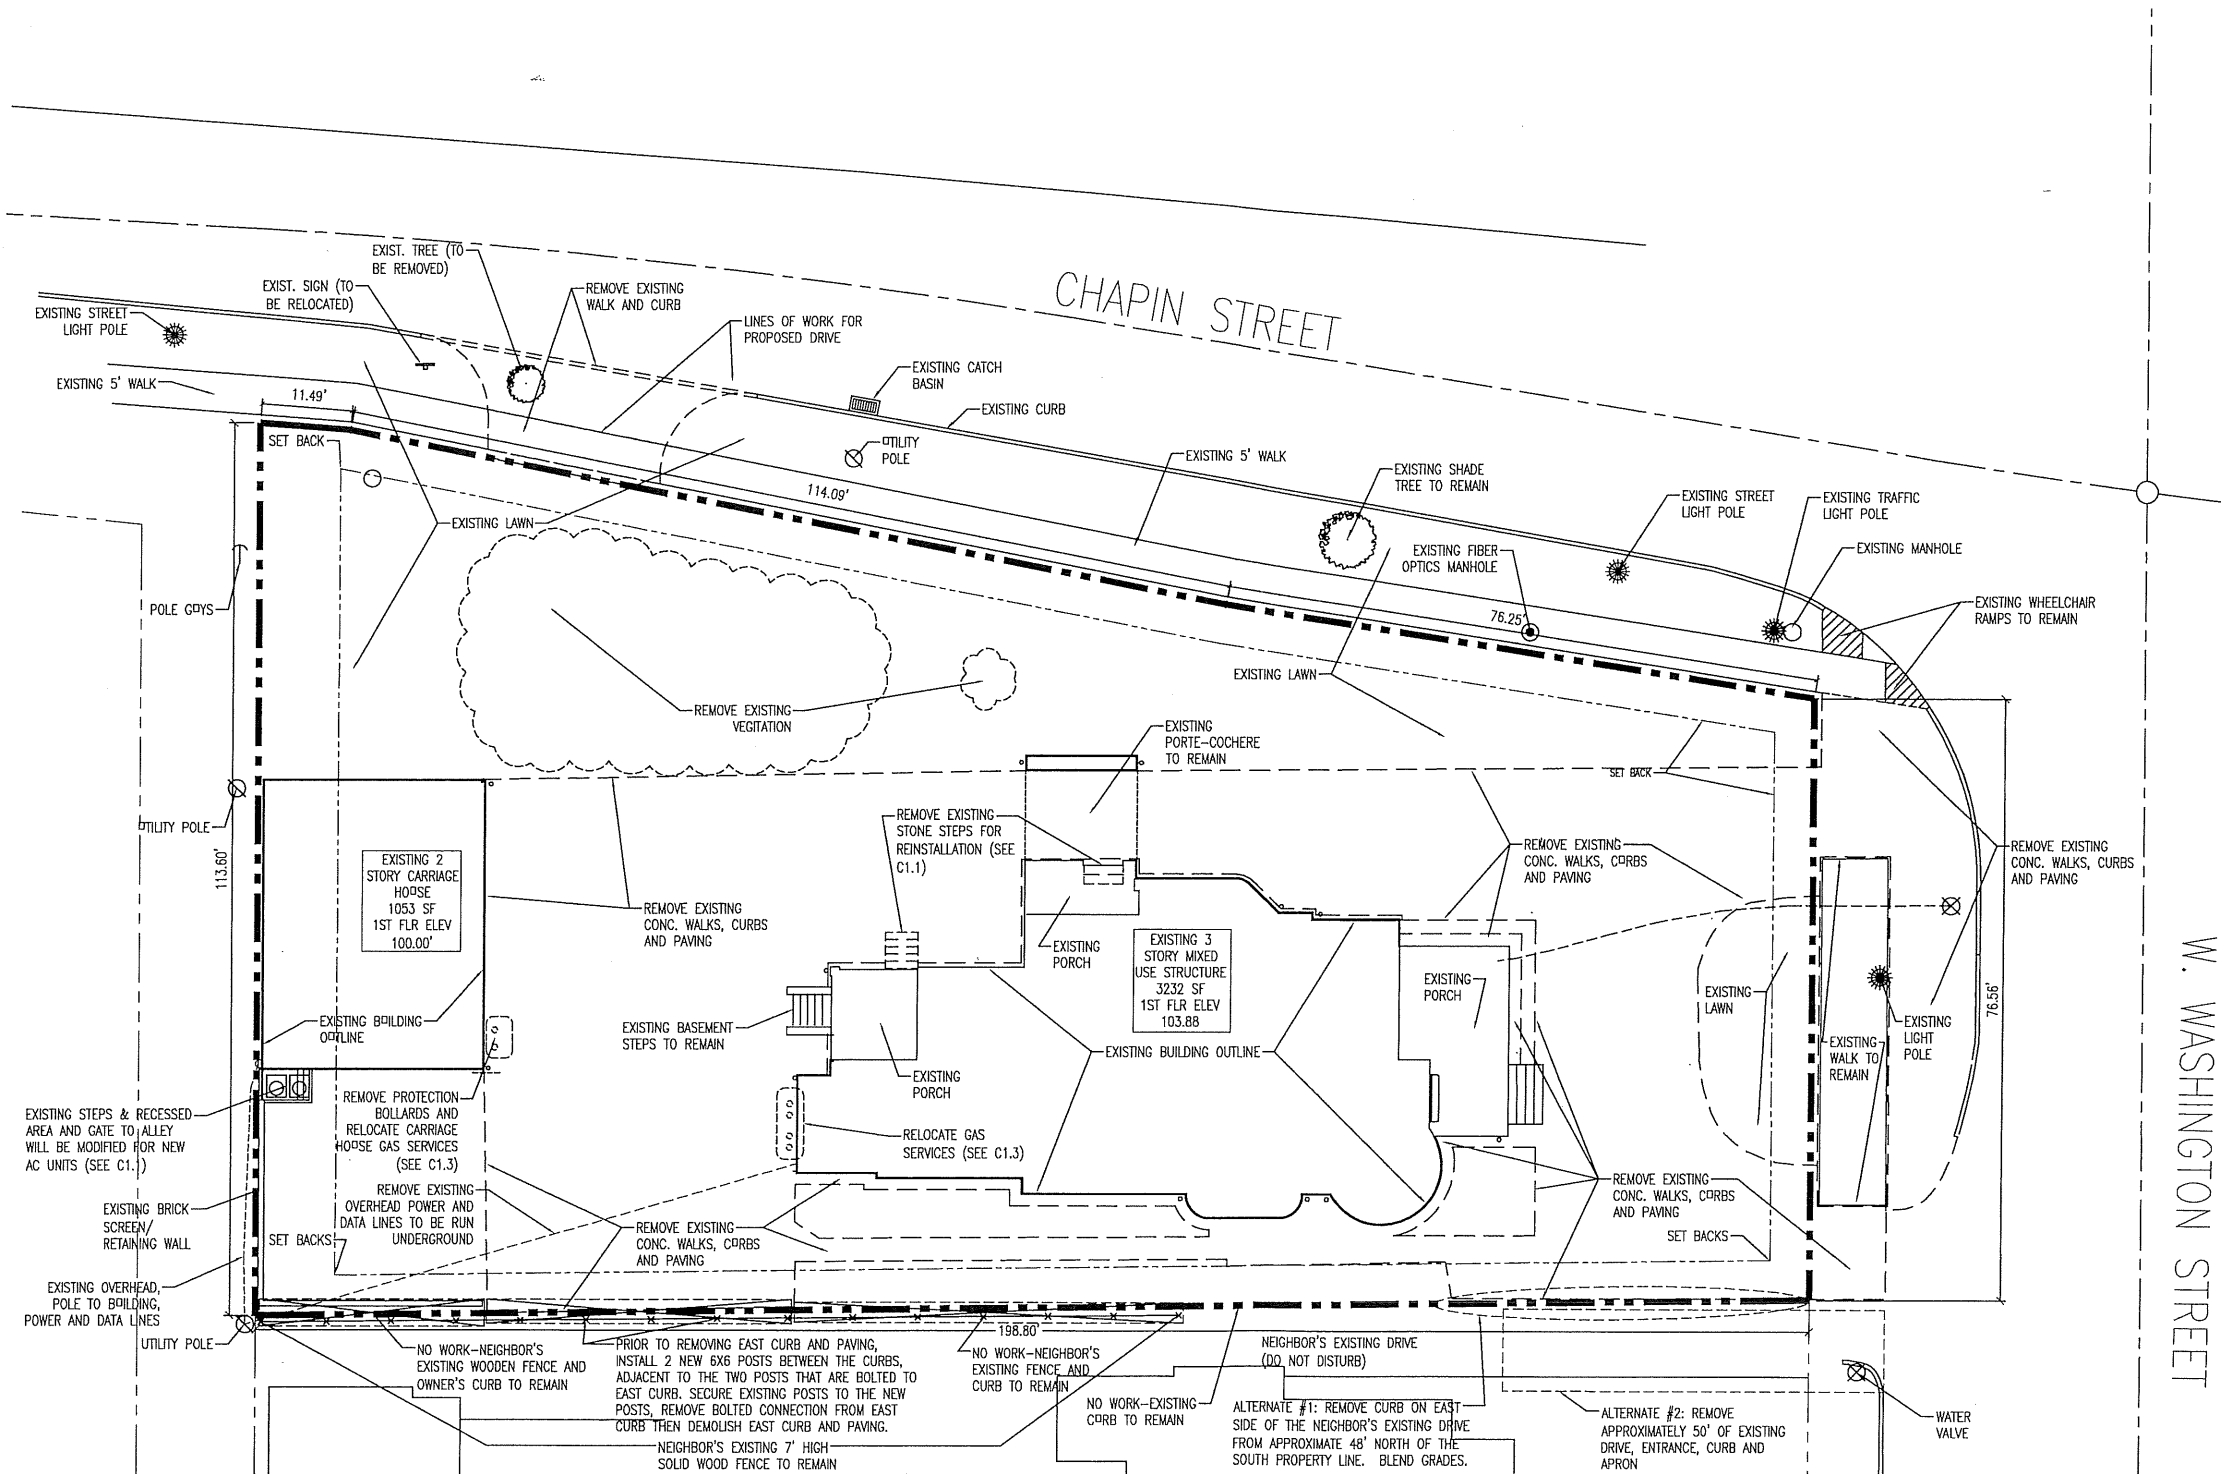 EXIST. TREE (TO
BE REMOVED)
EXIST. SIGN (TO
BE RELOCATED)
REMOVE EXISTING
WALK AND CURB
EXISTING STREET
LIGHT POLE
LINES OF WORK FOR
PROPOSED DRIVE
CHAPIN STREET
EXISTING 5' WALK
11.49'
EXISTING CATCH
BASIN
EXISTING CURB
SET BACK
UTILITY
POLE
EXISTING 5' WALK
114.09'
EXISTING SHADE
TREE TO REMAIN
EXISTING STREET
LIGHT POLE
EXISTING TRAFFIC
LIGHT POLE
EXISTING LAWN
EXISTING FIBER
OPTICS MANHOLE
EXISTING MANHOLE
POLE GUYS
76.25'
EXISTING WHEELCHAIR
RAMPS TO REMAIN
EXISTING LAWN
REMOVE EXISTING
VEGITATION
EXISTING
PORTE-COCHERE
TO REMAIN
SET BACK
UTILITY POLE
113.60'
EXISTING 2
STORY CARRIAGE
HOUSE
1053 SF
1ST FLR ELEV
100.00'
REMOVE EXISTING
STONE STEPS FOR
REINSTALLATION (SEE
C1.1)
REMOVE EXISTING
CONC. WALKS, CURBS
AND PAVING
REMOVE EXISTING
CONC. WALKS, CURBS
AND PAVING
REMOVE EXISTING
CONC. WALKS, CURBS
AND PAVING
EXISTING
PORCH
EXISTING 3
STORY MIXED
USE STRUCTURE
3232 SF
1ST FLR ELEV
103.88
EXISTING
PORCH
EXISTING
LAWN
76.56'
W. WASHINGTON STREET
EXISTING BUILDING
OUTLINE
EXISTING BASEMENT
STEPS TO REMAIN
EXISTING BUILDING OUTLINE
EXISTING
WALK TO
REMAIN
EXISTING
LIGHT
POLE
EXISTING
PORCH
EXISTING STEPS & RECESSED
AREA AND GATE TO ALLEY
WILL BE MODIFIED FOR NEW
AC UNITS (SEE C1.1)
REMOVE PROTECTION
BOLLARDS AND
RELOCATE CARRIAGE
HOUSE GAS SERVICES
(SEE C1.3)
RELOCATE GAS
SERVICES (SEE C1.3)
REMOVE EXISTING
OVERHEAD POWER AND
DATA LINES TO BE RUN
UNDERGROUND
REMOVE EXISTING
CONC. WALKS, CURBS
AND PAVING
EXISTING BRICK
SCREEN/
RETAINING WALL
SET BACKS
REMOVE EXISTING
CONC. WALKS, CURBS
AND PAVING
SET BACKS
EXISTING OVERHEAD,
POLE TO BUILDING,
POWER AND DATA LINES
UTILITY POLE
198.80'
NO WORK-NEIGHBOR'S
EXISTING WOODEN FENCE AND
OWNER'S CURB TO REMAIN
PRIOR TO REMOVING EAST CURB AND PAVING,
INSTALL 2 NEW 6X6 POSTS BETWEEN THE CURBS,
ADJACENT TO THE TWO POSTS THAT ARE BOLTED TO
EAST CURB. SECURE EXISTING POSTS TO THE NEW
POSTS, REMOVE BOLTED CONNECTION FROM EAST
CURB THEN DEMOLISH EAST CURB AND PAVING.
NO WORK-NEIGHBOR'S
EXISTING FENCE AND
CURB TO REMAIN
NEIGHBOR'S EXISTING DRIVE
(DO NOT DISTURB)
NO WORK-EXISTING
CURB TO REMAIN
ALTERNATE #1: REMOVE CURB ON EAST
SIDE OF THE NEIGHBOR'S EXISTING DRIVE
FROM APPROXIMATE 48' NORTH OF THE
SOUTH PROPERTY LINE. BLEND GRADES.
ALTERNATE #2: REMOVE
APPROXIMATELY 50' OF EXISTING
DRIVE, ENTRANCE, CURB AND
APRON
WATER
VALVE
NEIGHBOR'S EXISTING 7' HIGH
SOLID WOOD FENCE TO REMAIN